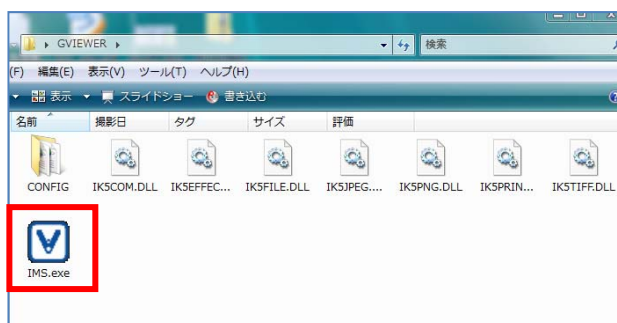 GVIEWER
検索
(F) 編集(E) 表示(V) ツール(T) ヘルプ(H)
表示 スライドショー 書き込む
名前 撮影日 タグ サイズ 評価
CONFIG IK5COM.DLL IK5EFFEC... IK5FILE.DLL IK5JPEG.... IK5PNG.DLL IK5PRIN... IK5TIFF.DLL
IMS.exe